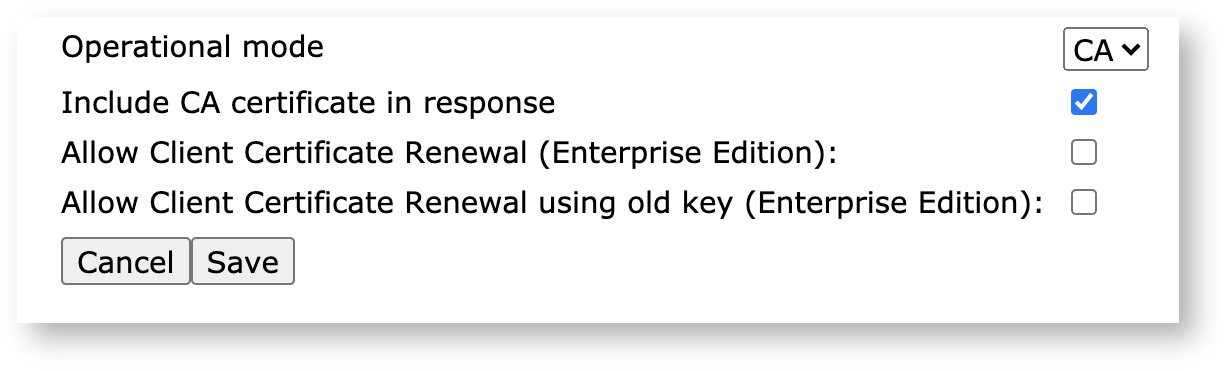 Operational mode CA
Include CA certificate in response
Allow Client Certificate Renewal (Enterprise Edition):
Allow Client Certificate Renewal using old key (Enterprise Edition):
Cancel Save